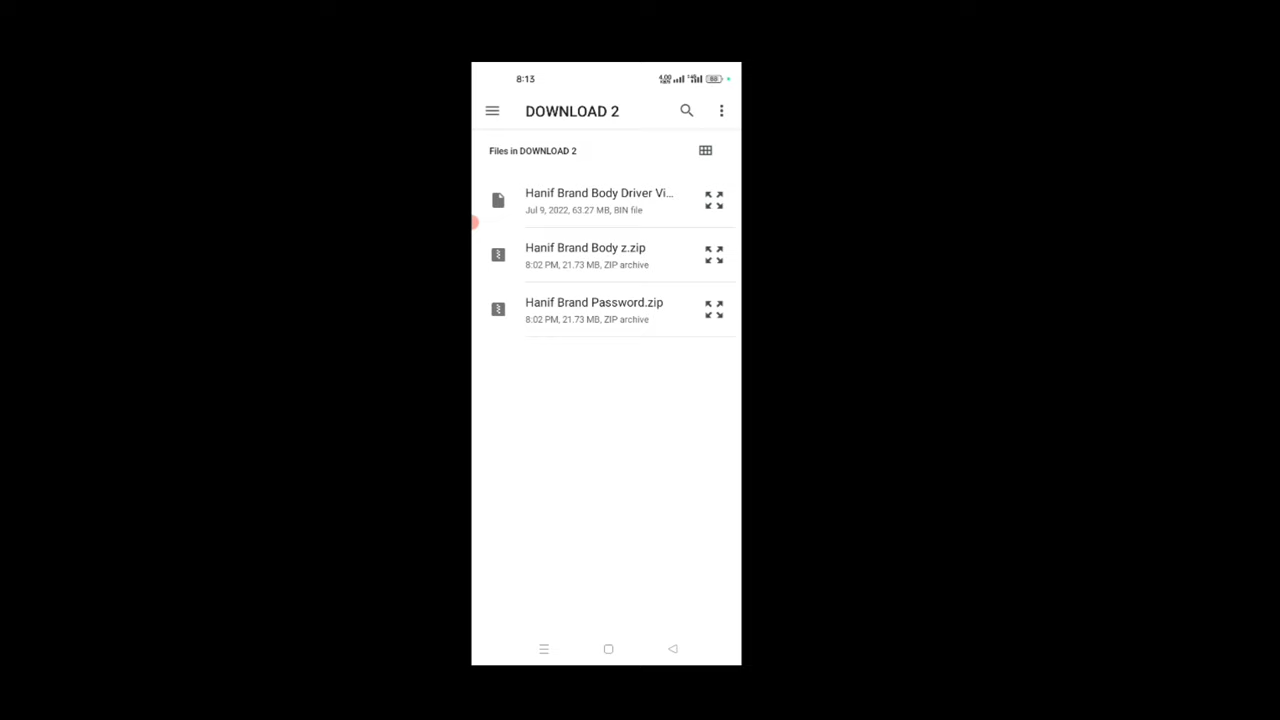 8:13
4.00
DOWNLOAD 2
Files in DOWNLOAD 2
Hanif Brand Body Driver Vi...
Jul 9, 2022, 63.27 MB, BIN file
Hanif Brand Body z.zip
8:02 PM, 21.73 MB, ZIP archive
Hanif Brand Password.zip
8:02 PM, 21.73 MB, ZIP archive